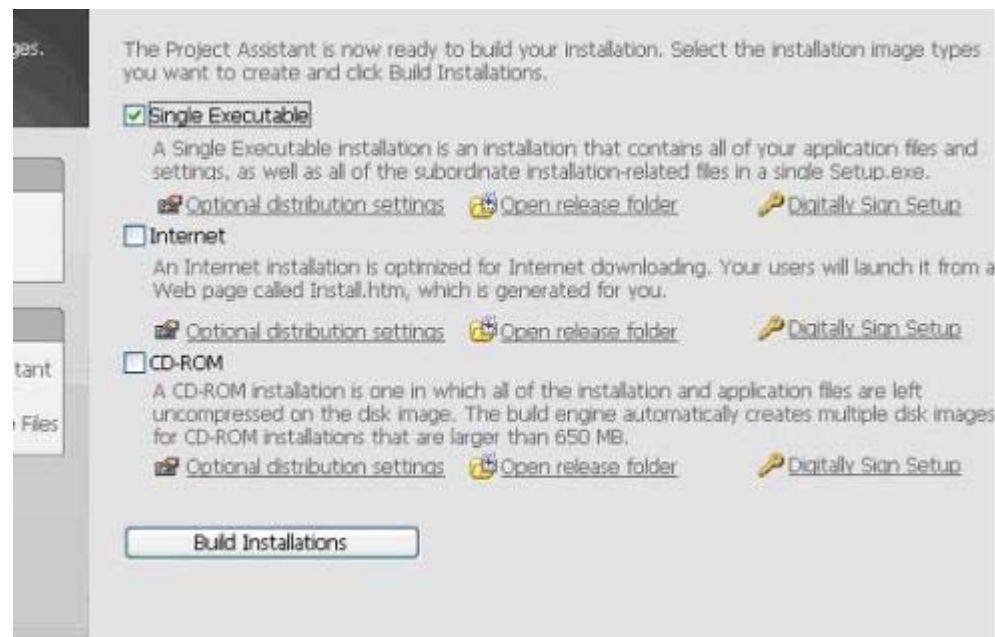 ges.
The Project Assistant is now ready to build your installation. Select the installation image types
you want to create and click Build Installations.
Single Executable
A Single Executable installation is an installation that contains all of your application files and
settings, as well as all of the subordinate installation-related files in a single Setup.exe.
Optional distribution settings Open release folder Digitally Sign Setup
Internet
An Internet installation is optimized for Internet downloading. Your users will launch it from a
Web page called Install.htm, which is generated for you.
Optional distribution settings Open release folder Digitally Sign Setup
tant
CD-ROM
A CD-ROM installation is one in which all of the installation and application files are left
uncompressed on the disk image. The build engine automatically creates multiple disk images
Files
for CD-ROM installations that are larger than 650 MB.
Optional distribution settings Open release folder Digitally Sign Setup
Build Installations